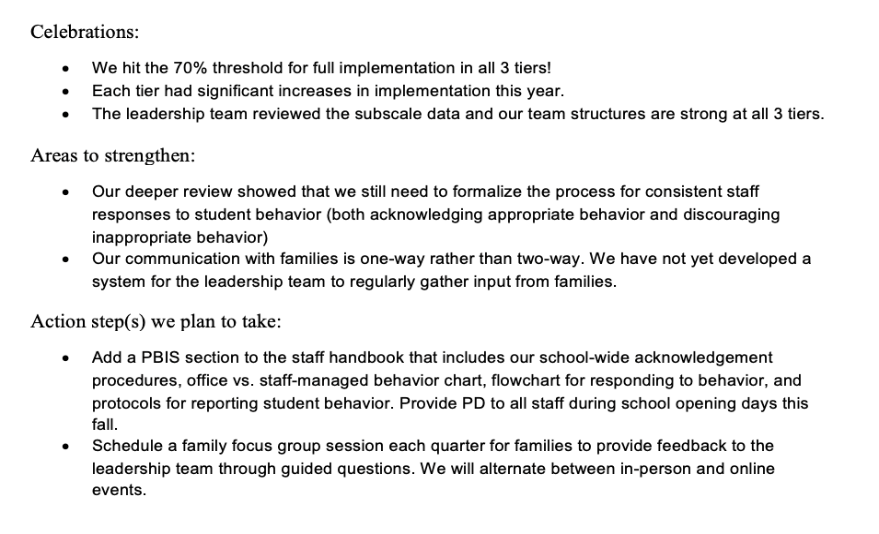 Celebrations:
• We hit the 70% threshold for full implementation in all 3 tiers!
• Each tier had significant increases in implementation this year.
• The leadership team reviewed the subscale data and our team structures are strong at all 3 tiers.
Areas to strengthen:
• Our deeper review showed that we still need to formalize the process for consistent staff
responses to student behavior (both acknowledging appropriate behavior and discouraging
inappropriate behavior)
• Our communication with families is one-way rather than two-way. We have not yet developed a
system for the leadership team to regularly gather input from families.
Action step(s) we plan to take:
• Add a PBIS section to the staff handbook that includes our school-wide acknowledgement
procedures, office vs. staff-managed behavior chart, flowchart for responding to behavior, and
protocols for reporting student behavior. Provide PD to all staff during school opening days this
fall.
• Schedule a family focus group session each quarter for families to provide feedback to the
leadership team through guided questions. We will alternate between in-person and online
events.